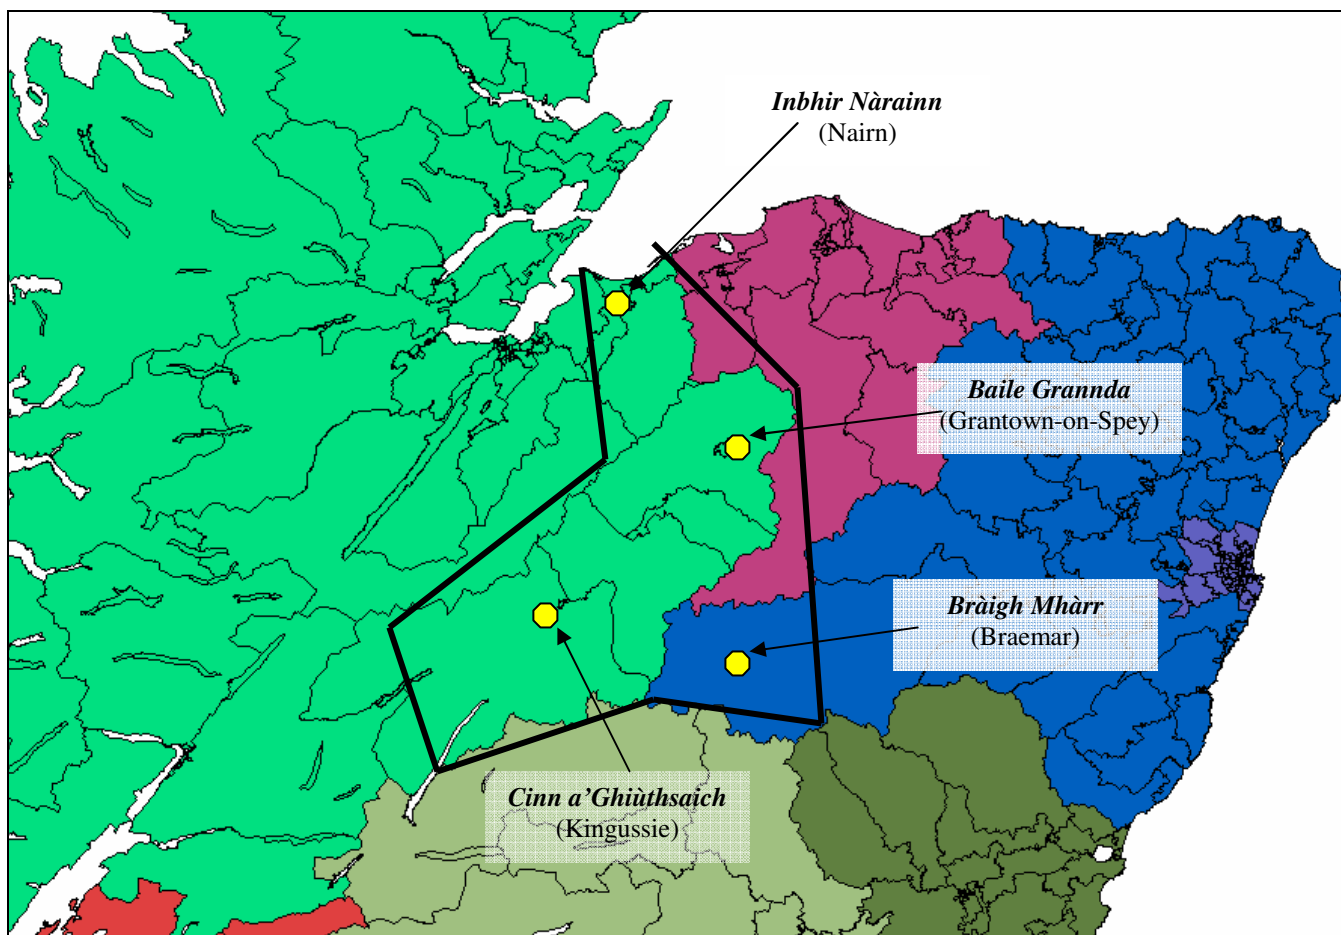 Inbhir Nàrainn
(Nairn)
Baile Grannda
(Grantown-on-Spey)
Bràigh Mhàrr
(Braemar)
Cinn a'Ghiùthsaich
(Kingussie)